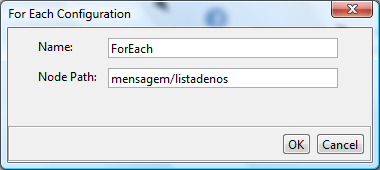 For Each Configuration
Name: ForEach
Node Path: mensagem/listadenos
OK Cancel